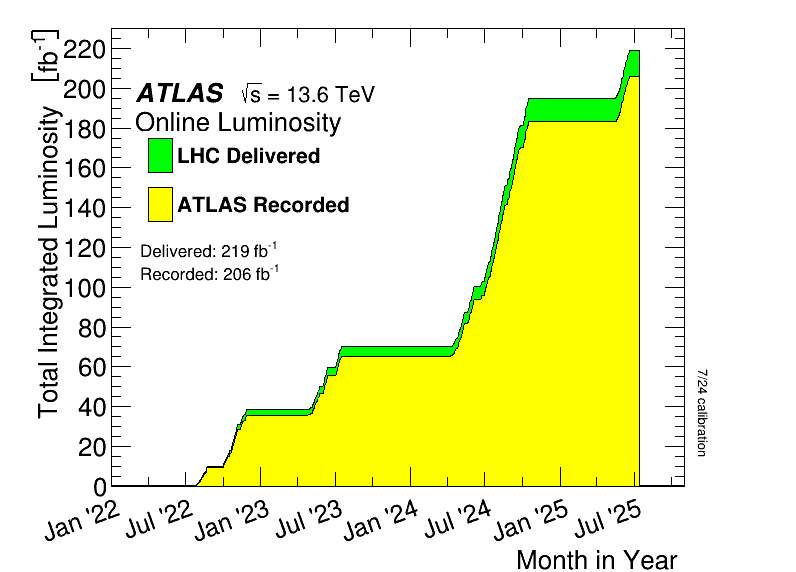 ATLAS √s = 13.6 TeV
Online Luminosity
LHC Delivered
ATLAS Recorded
Delivered: 219 fb⁻¹
Recorded: 206 fb⁻¹
Total Integrated Luminosity [fb⁻¹]
220
200
180
160
140
120
100
80
60
40
20
0
Jan '22 Jul '22 Jan '23 Jul '23 Jan '24 Jul '24 Jan '25 Jul '25
Month in Year
7/24 calibration